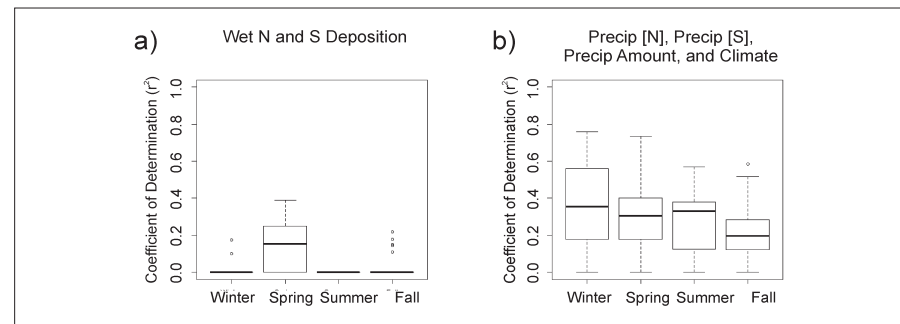 a)
Wet N and S Deposition
Coefficient of Determination (r²)
1.0
0.8
0.6
0.4
0.2
0.0
Winter
Spring
Summer
Fall
b)
Precip [N], Precip [S],
Precip Amount, and Climate
Coefficient of Determination (r²)
1.0
0.8
0.6
0.4
0.2
0.0
Winter
Spring
Summer
Fall